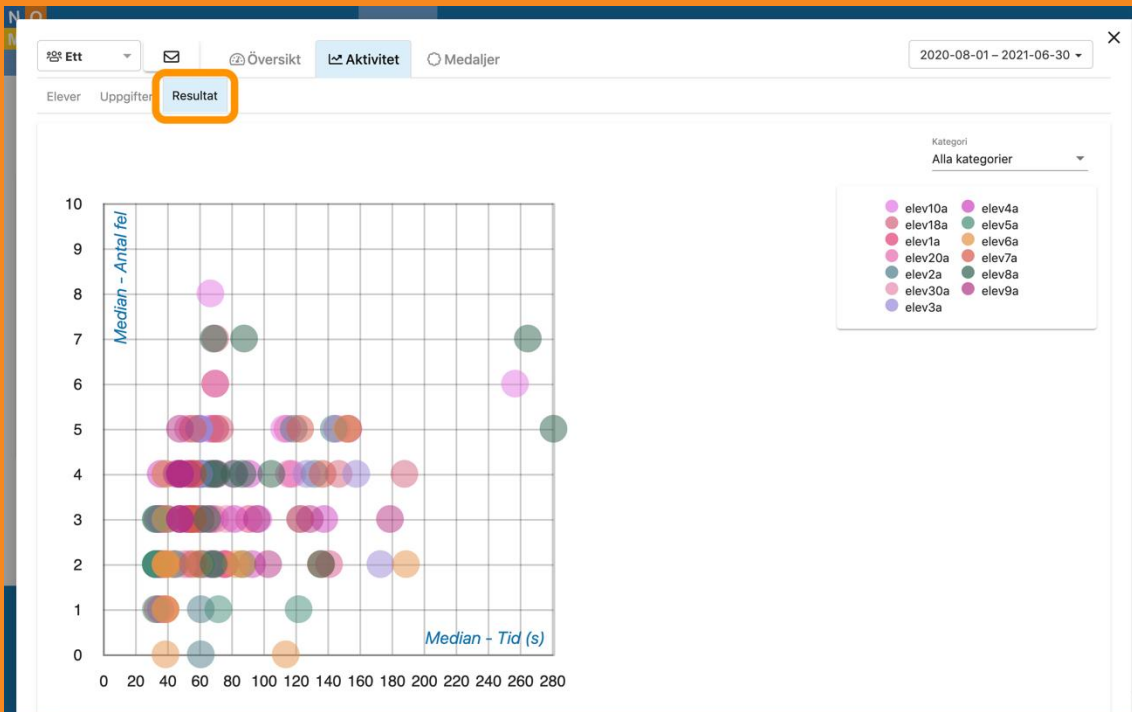 N O
M
Ett
Översikt
Aktivitet
Medaljer
2020-08-01 – 2021-06-30
Elever
Uppgifter
Resultat
Kategori
Alla kategorier
elev10a
elev18a
elev1a
elev20a
elev2a
elev30a
elev3a
elev4a
elev5a
elev6a
elev7a
elev8a
elev9a
Median - Antal fel
10
9
8
7
6
5
4
3
2
1
0
Median - Tid (s)
0 20 40 60 80 100 120 140 160 180 200 220 240 260 280